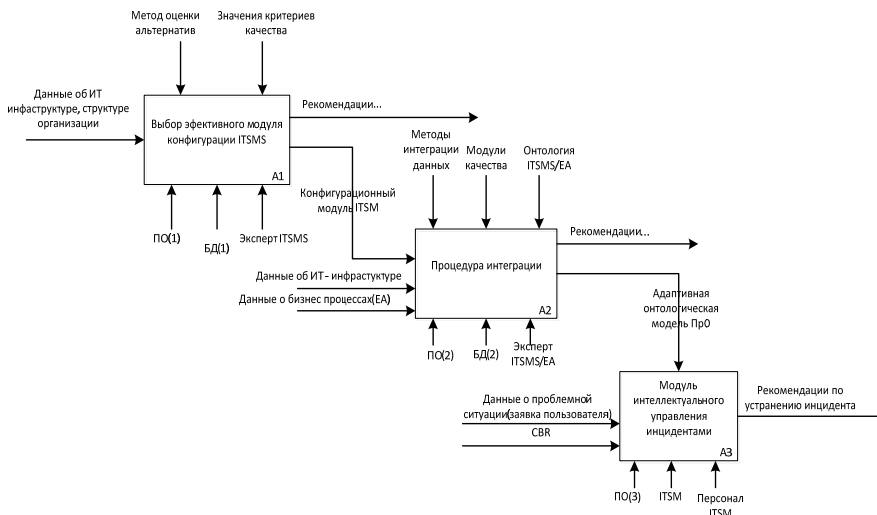 Метод оценки
альтернатив
Значения критериев
качества
Данные об ИТ
инфаструктуре, структуре
организации
Выбор эфективного модуля
конфигурации ITSMS
A1
Рекомендации...
ПО(1)
БД(1)
Эксперт ITSMS
Конфигурационный
модуль ITSM
Методы
интеграции
данных
Модули
качества
Онтология
ITSMS/EA
Процедура интеграции
A2
Рекомендации...
Данные об ИТ- инфрастуктуре
Данные о бизнес процессах(EA)
ПО(2)
БД(2)
Эксперт
ITSMS/EA
Адаптивная
онтологическая
модель ПрО
Модуль
интеллектуального
управления
инцидентами
A3
Данные о проблемной
ситуации(заявка пользователя)
CBR
Рекомендации по
устранению инцидента
ПО(3)
ITSM
Персонал
ITSM